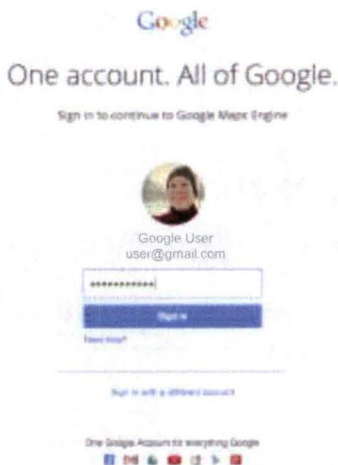 Google
One account. All of Google.
Sign in to continue to Google Maps Engine
Google User
user@gmail.com
***********
Sign in
Need help?
Sign in with a different account
One Google Account for everything Google